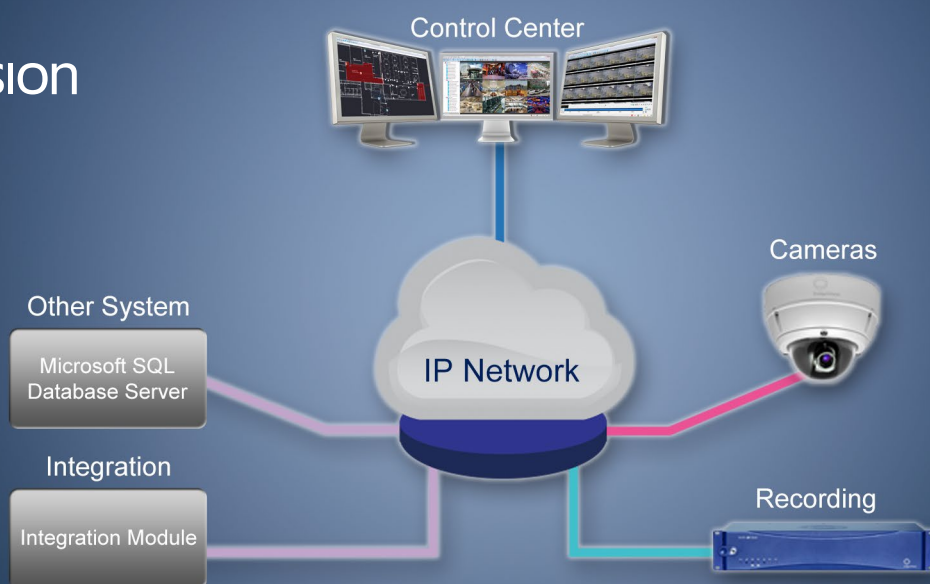 Control Center
sion
Cameras
Other System
Microsoft SQL
Database Server
IP Network
Integration
Integration Module
Recording